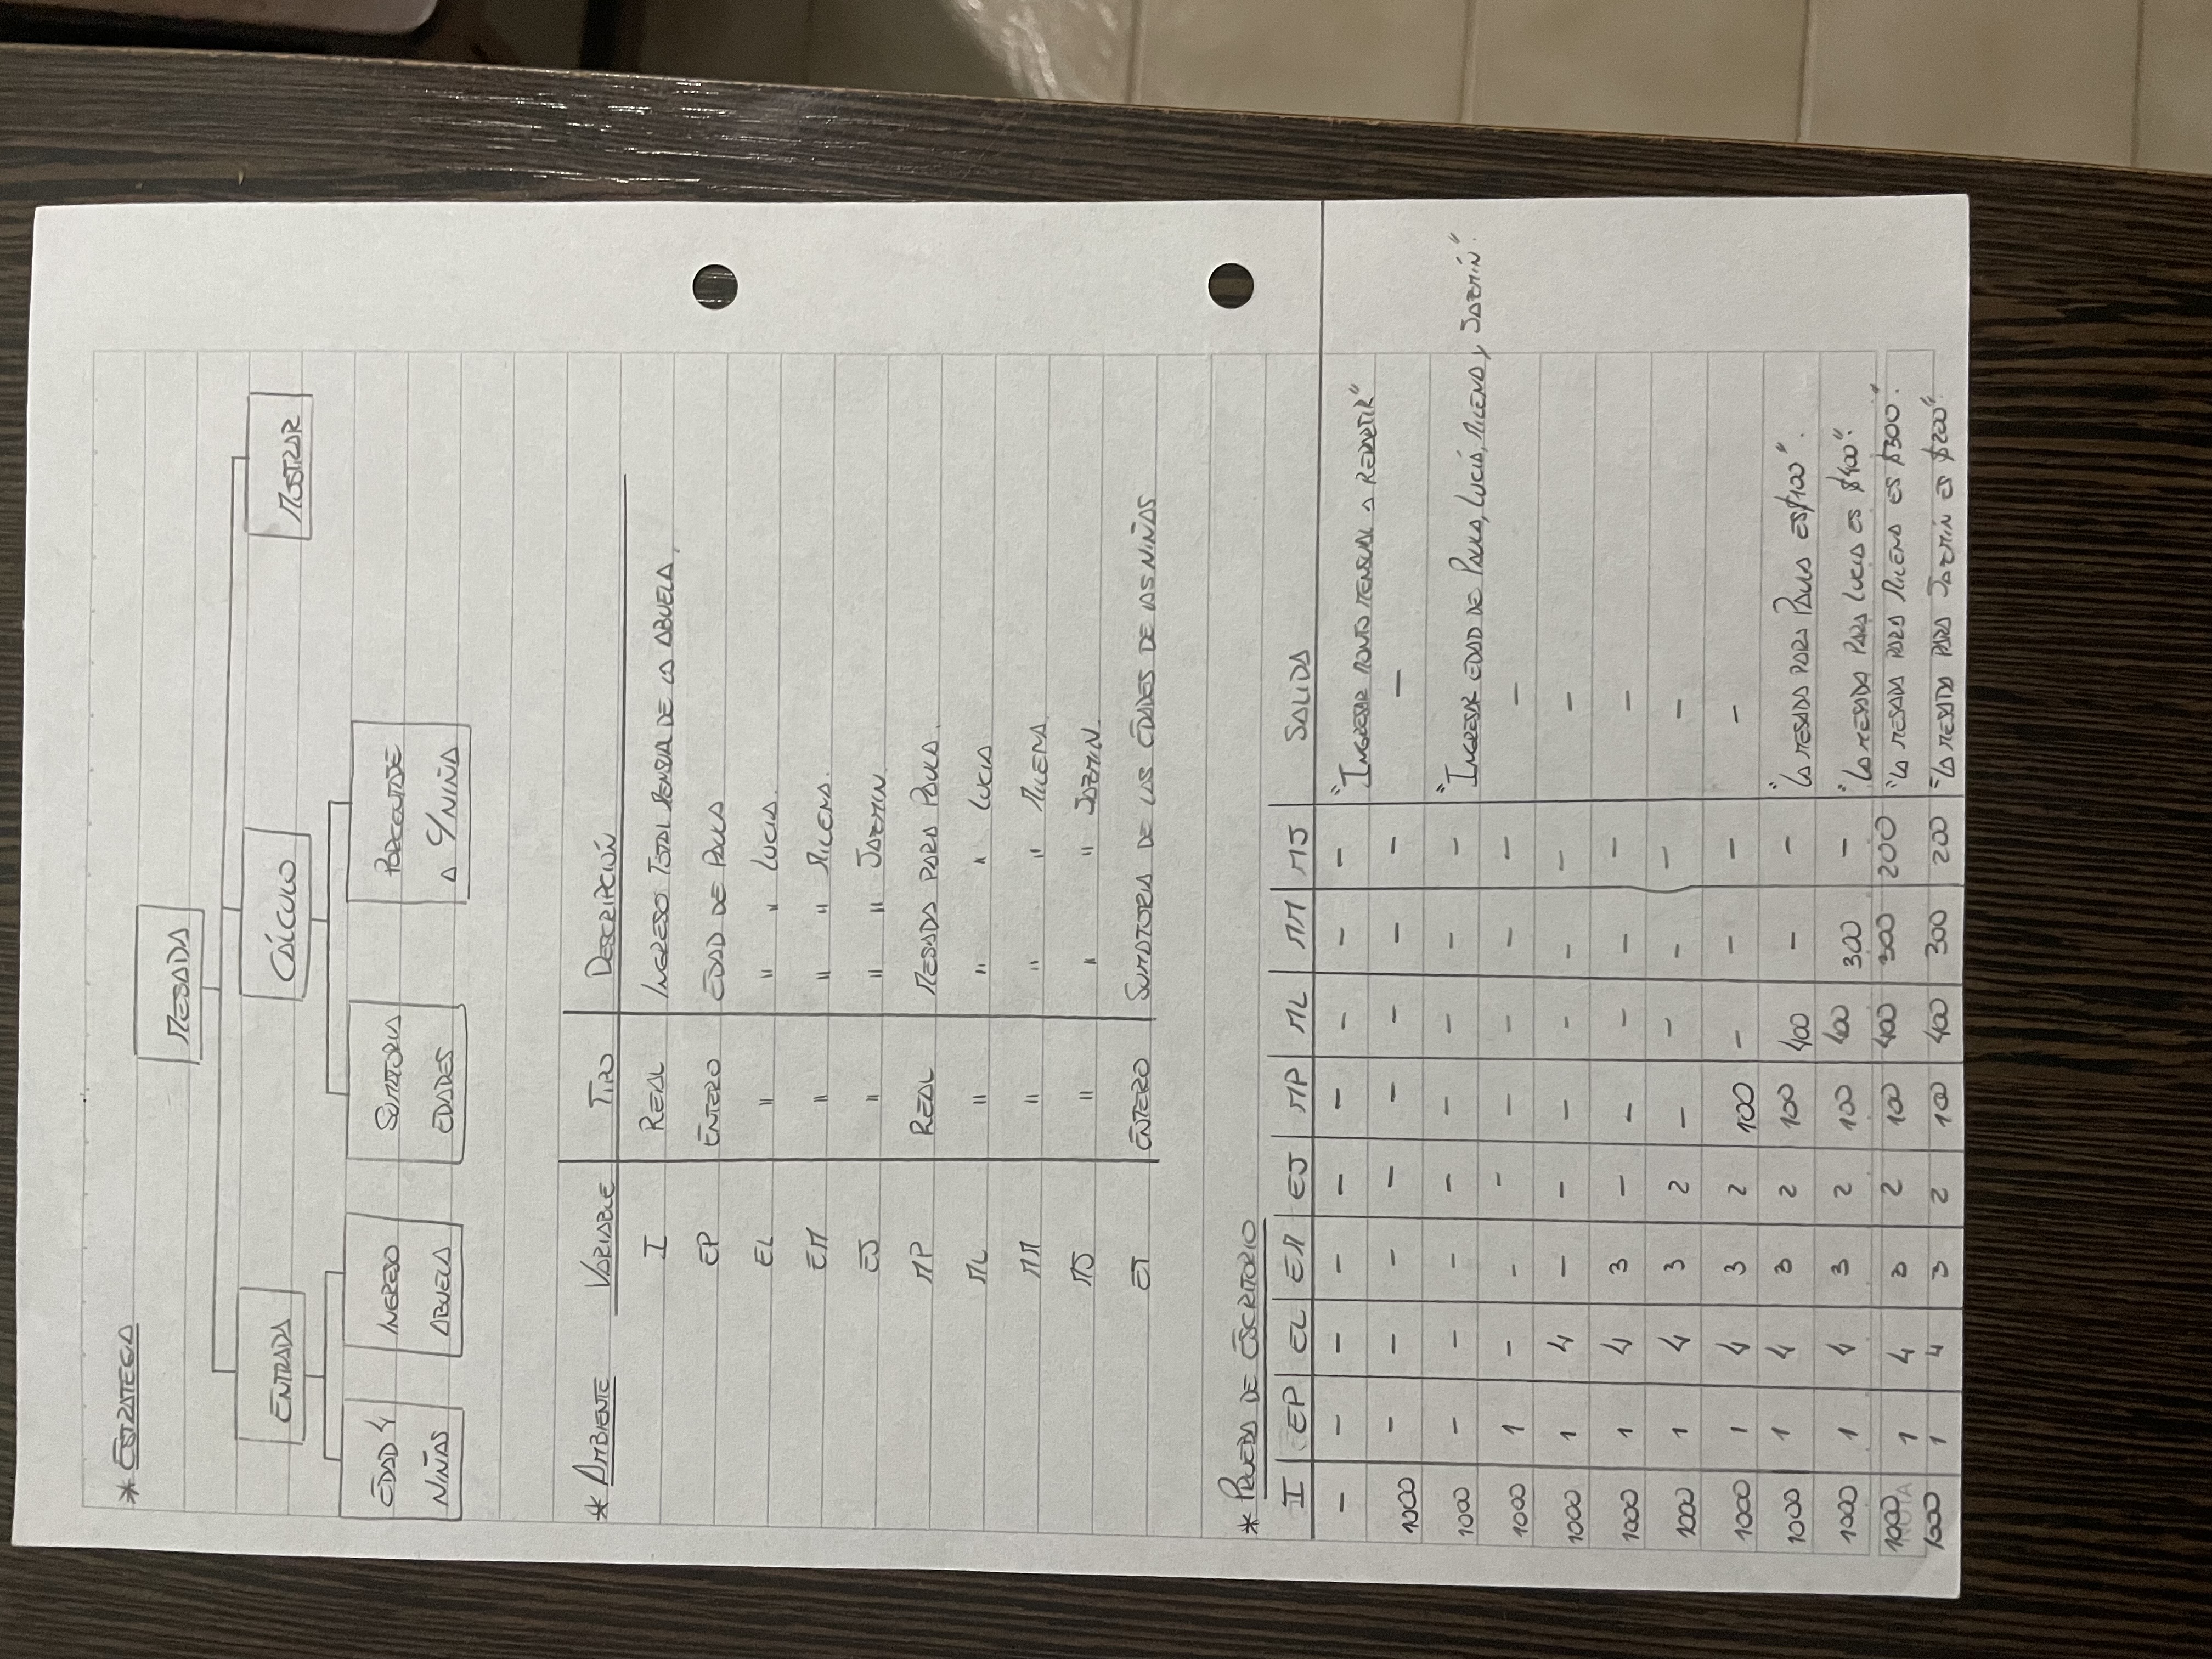 * ESTRATEGA
MESADA
ENTRADA CÁLCULO MOSTRAR
EDAD 4 INGRESO SUMATORIA PORCENTAJE
NIÑAS ABUELA EDADES A C/NIÑA
* AMBIENTE VARIABLE TIPO DESCRIPCIÓN
I REAL INGRESO TOTAL MENSUAL DE LA ABUELA.
EP ENTERO EDAD DE PAULA
EL " " " LUCIA.
EM " " " MILENA.
EJ " " " JAZMIN.
MP REAL MESADA PARA PAULA.
ML " " " LUCIA
MM " " " MILENA.
MJ " " " JAZMIN.
ET ENTERO SUMATORIA DE LAS EDADES DE LAS NIÑAS
* PRUEBA DE ESCRITORIO
I EP EL EM EJ MP ML MM MJ SALIDA
– – – – – – – – – "INGRESAR MONTO MENSUAL A REPARTIR"
1000 – – – – – – – – –
1000 – – – – – – – – "INGRESAR EDAD DE PAULA, LUCIA, MILENA y JAZMÍN".
1000 1 – – – – – – – –
1000 1 4 – – – – – – –
1000 1 4 3 – – – – – –
1000 1 4 3 2 – – – – –
1000 1 4 3 2 100 – – – –
1000 1 4 3 2 100 400 – – "LA MESADA PARA PAULA ES $100".
1000 1 4 3 2 100 400 300 – "LA MESADA PARA LUCIA ES $400".
1000 1 4 3 2 100 400 300 200 "LA MESADA PARA MILENA ES $300".
NOTA
1000 1 4 3 2 100 400 300 200 "LA MESADA PARA JAZMÍN ES $200".